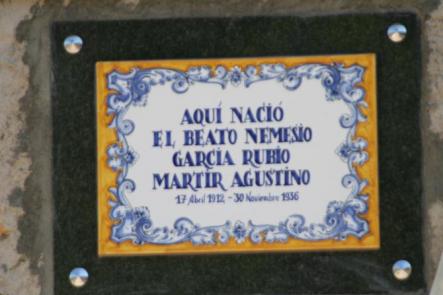 AQUÍ NACIÓ
EL BEATO NEMESIO
GARCÍA RUBIO
MARTIR AGUSTINO
17 Abril 1912 - 30 Noviembre 1936